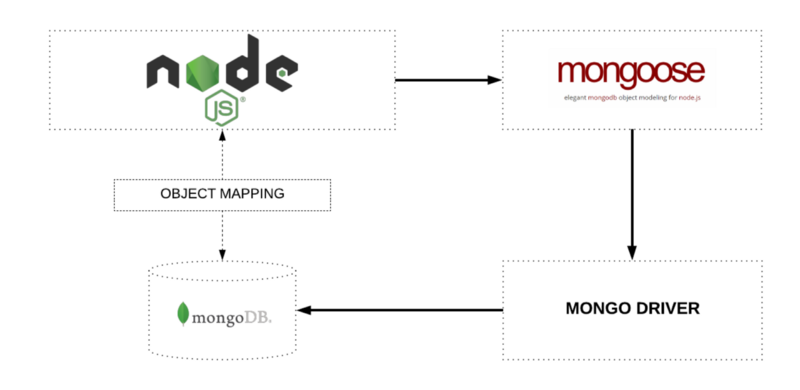 node
JS
®
mongoose
elegant mongodb object modeling for node.js
OBJECT MAPPING
mongoDB.
MONGO DRIVER